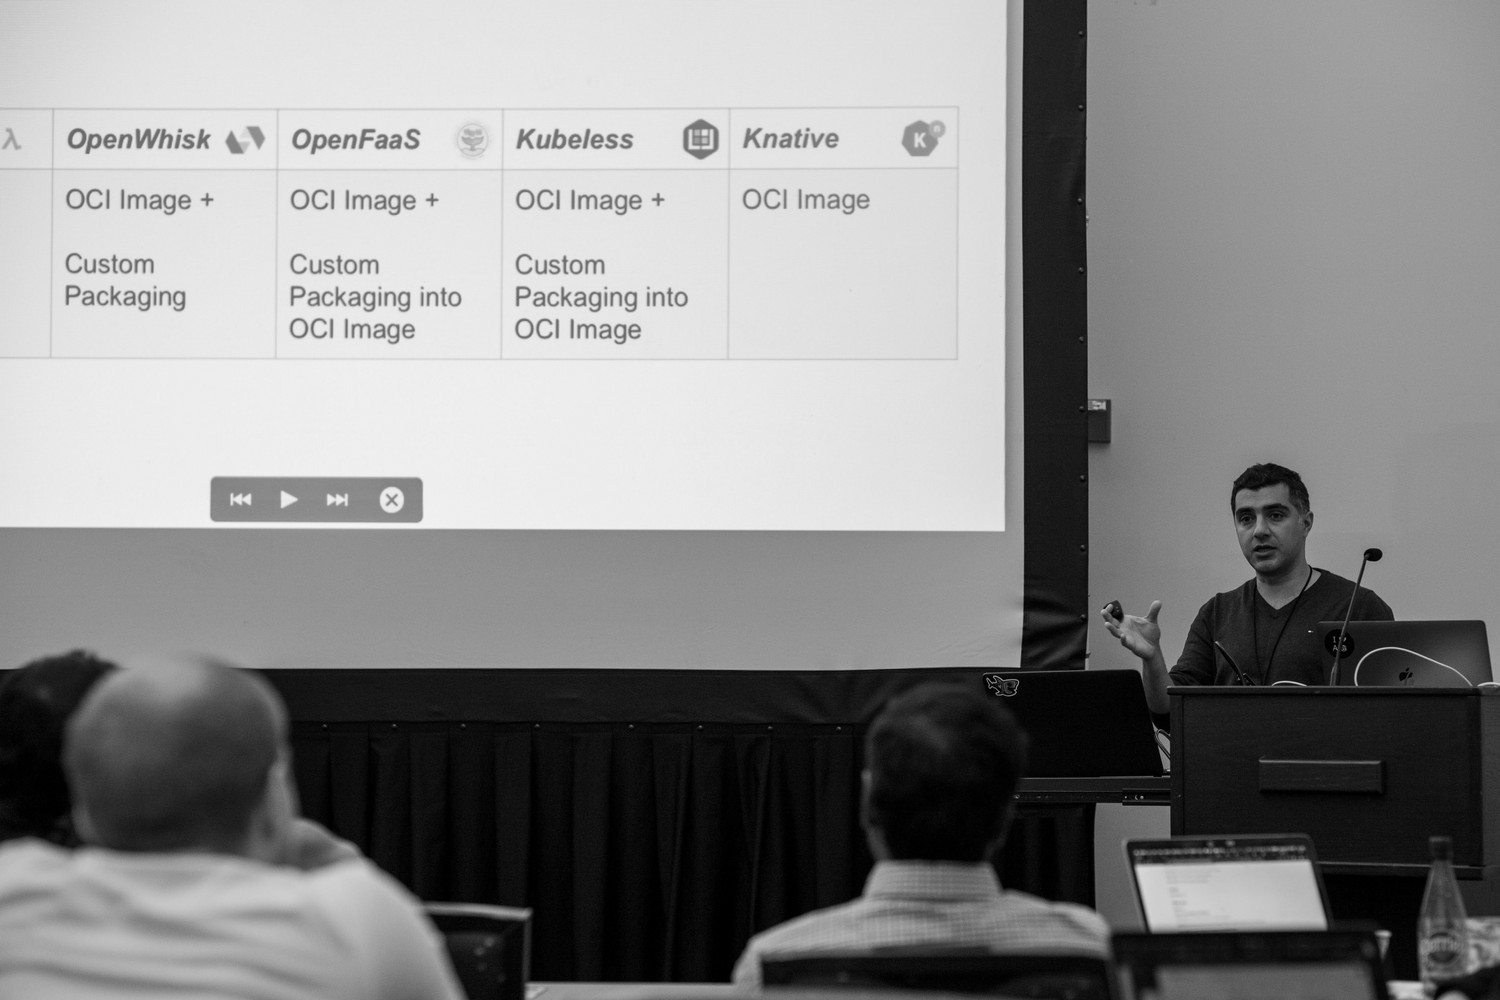 λ
OpenWhisk
OpenFaaS
Kubeless
Knative
K
n
OCI Image +
Custom
Packaging
OCI Image +
Custom
Packaging into
OCI Image
OCI Image +
Custom
Packaging into
OCI Image
OCI Image